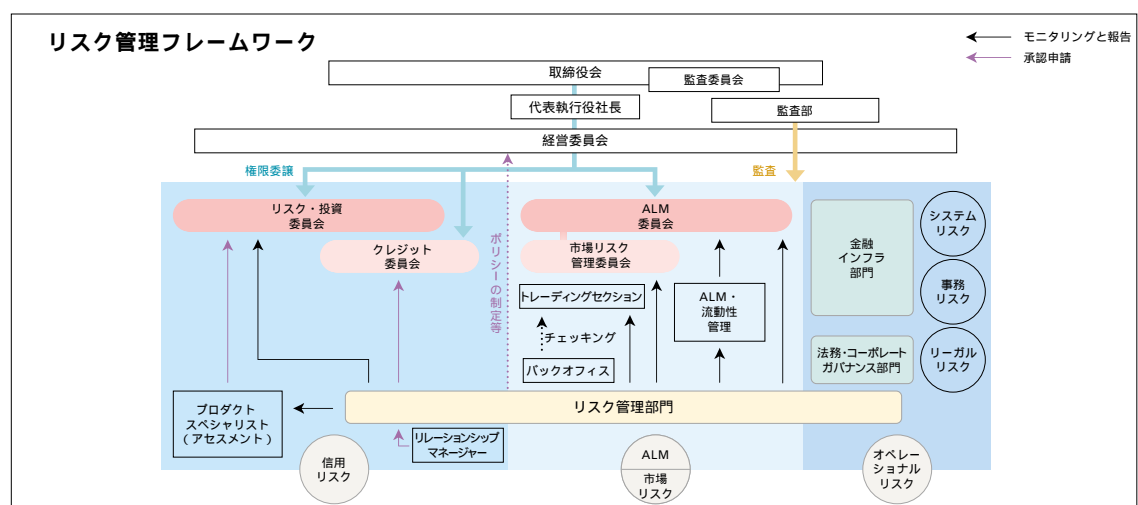 リスク管理フレームワーク
モニタリングと報告
承認申請
取締役会
監査委員会
代表執行役社長
監査部
経営委員会
権限委譲
監査
リスク・投資
委員会
ALM
委員会
クレジット
委員会
市場リスク
管理委員会
ポリシーの制定等
金融
インフラ
部門
システム
リスク
事務
リスク
トレーディングセクション
ALM・
流動性
管理
チェッキング
バックオフィス
法務・コーポレート
ガバナンス部門
リーガル
リスク
リスク管理部門
プロダクト
スペシャリスト
(アセスメント)
リレーションシップ
マネージャー
信用
リスク
ALM
市場
リスク
オペレー
ショナル
リスク